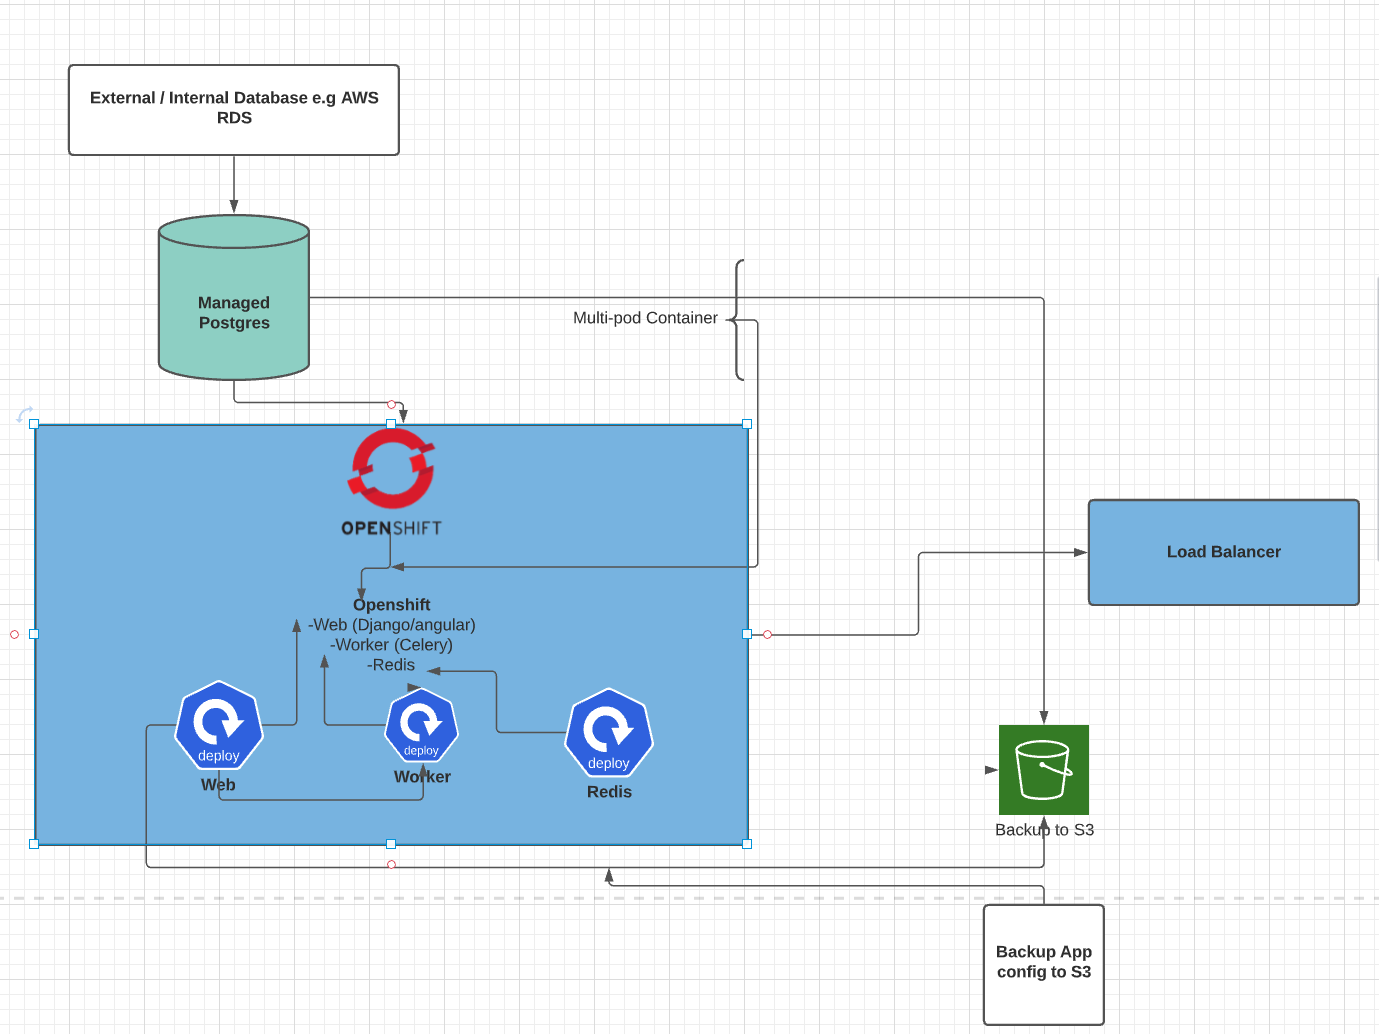 External / Internal Database e.g AWS
RDS
Managed
Postgres
Multi-pod Container
OPENSHIFT
Load Balancer
Openshift
-Web (Django/angular)
-Worker (Celery)
-Redis
deploy
Web
deploy
Worker
deploy
Redis
Backup to S3
Backup App
config to S3